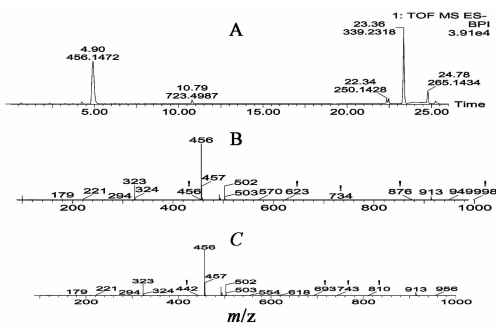 1: TOF MS ES-
BPI
3.91e4
A
4.90
456.1472
10.79
723.4987
22.34
250.1428
23.36
339.2318
24.78
265.1434
5.00 10.00 15.00 20.00 25.00 Time
B
456
457
179 221 294 323 324 456 502 503 570 623 734 876 913 949 998
200 400 600 800 1000
C
456
457
179 221 294 323 324 442 502 503 554 618 693 743 810 913 956
200 400 600 800 1000
m/z